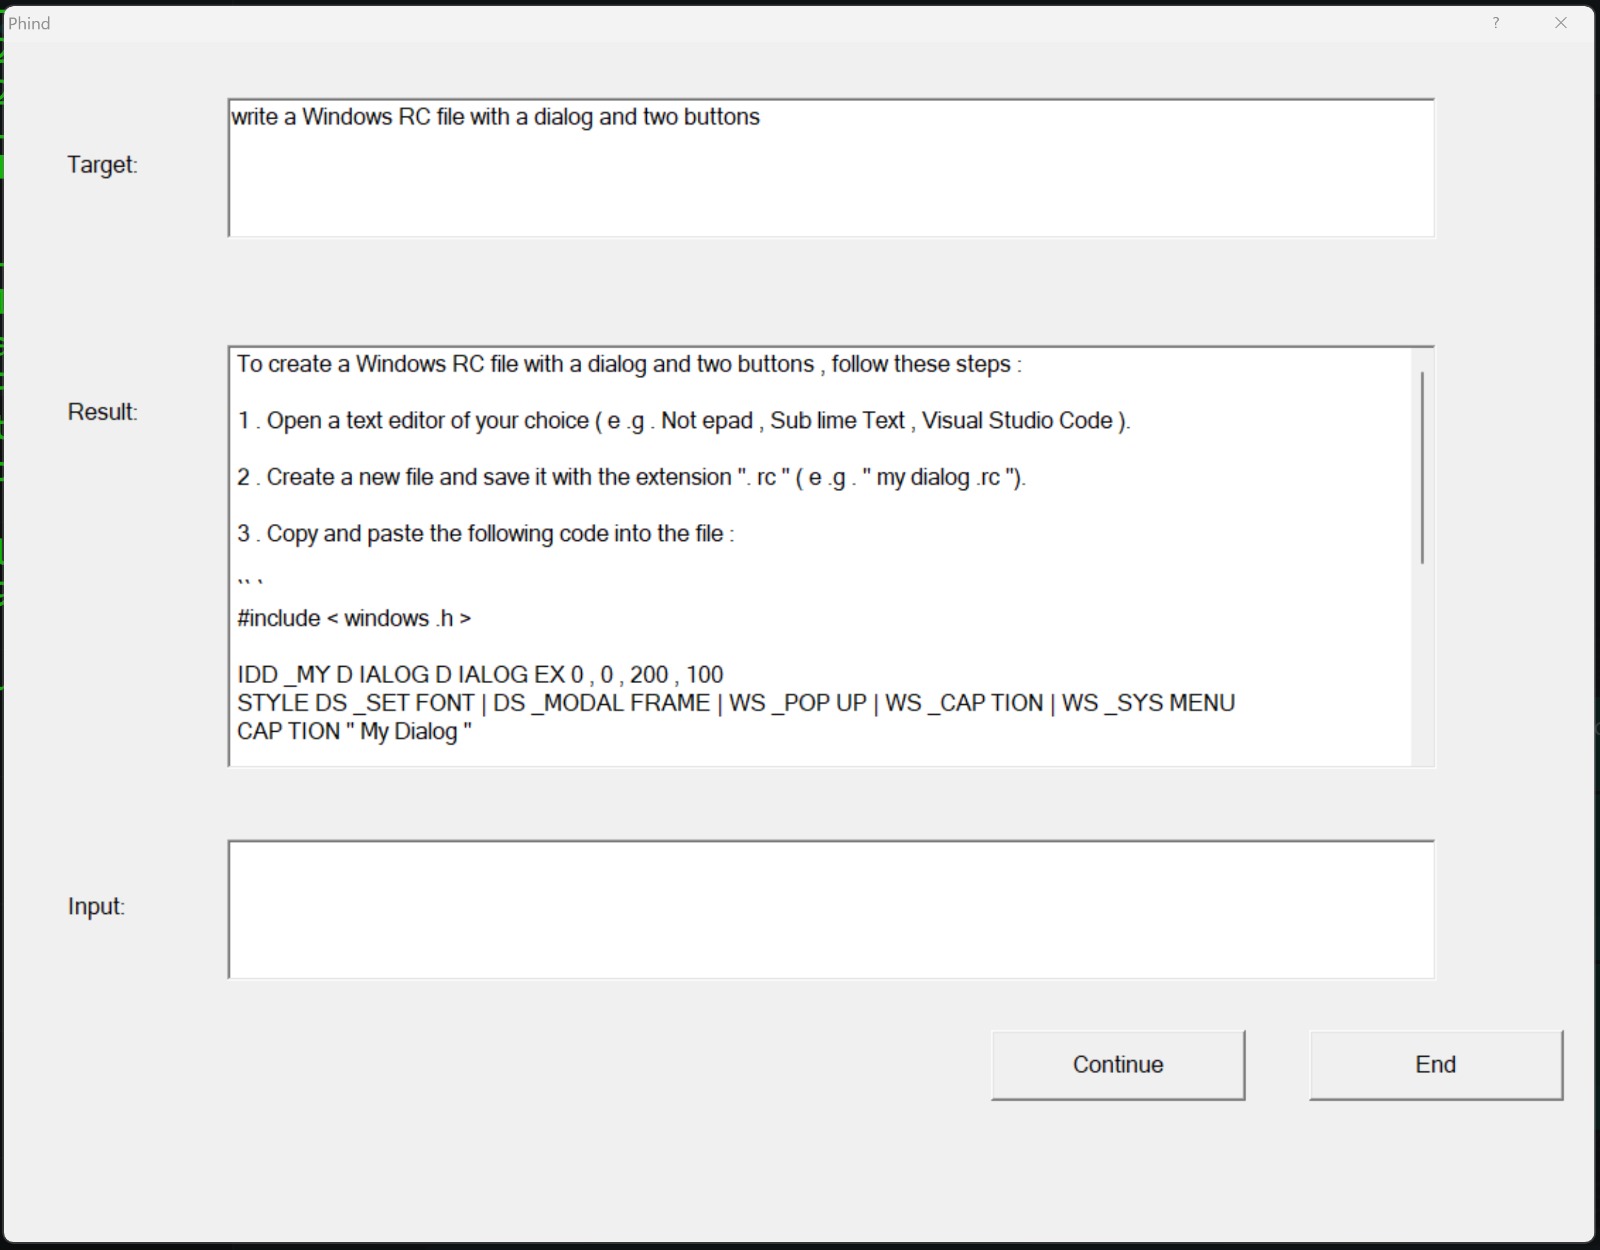 Phind
?
Target:
write a Windows RC file with a dialog and two buttons
Result:
To create a Windows RC file with a dialog and two buttons , follow these steps :
1 . Open a text editor of your choice ( e .g . Not epad , Sub lime Text , Visual Studio Code ).
2 . Create a new file and save it with the extension ". rc " ( e .g . " my dialog .rc ").
3 . Copy and paste the following code into the file :
`` `
#include < windows .h >
IDD _MY D IALOG D IALOG EX 0 , 0 , 200 , 100
STYLE DS _SET FONT | DS _MODAL FRAME | WS _POP UP | WS _CAP TION | WS _SYS MENU
CAP TION " My Dialog "
Input:
Continue
End